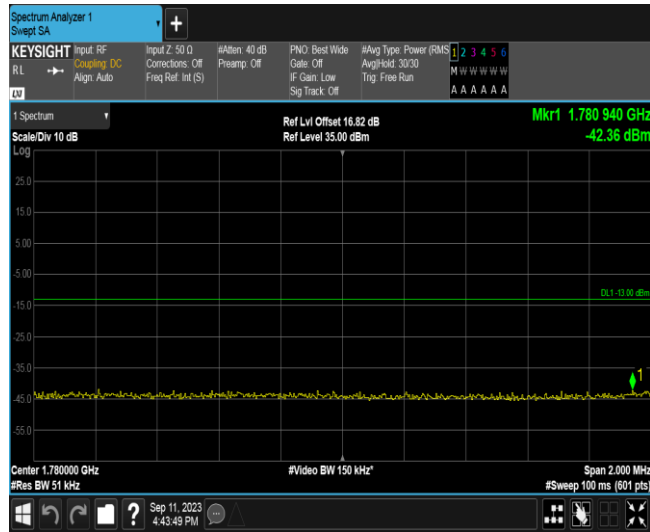 Spectrum Analyzer 1
Swept SA
+
KEYSIGHT
RL
LXI
Input: RF
Coupling: DC
Align: Auto
Input Z: 50 Ω
Corrections: Off
Freq Ref: Int (S)
#Atten: 40 dB
Preamp: Off
PNO: Best Wide
Gate: Off
IF Gain: Low
Sig Track: Off
#Avg Type: Power (RMS
Avg|Hold: 30/30
Trig: Free Run
1 2 3 4 5 6
M W W W W W
A A A A A A
1 Spectrum
Scale/Div 10 dB
Log
Ref Lvl Offset 16.82 dB
Ref Level 35.00 dBm
Mkr1 1.780 940 GHz
-42.36 dBm
25.0
15.0
5.00
-5.00
DL1 -13.00 dBm
-15.0
-25.0
-35.0
1
-45.0
-55.0
Center 1.780000 GHz
#Res BW 51 kHz
#Video BW 150 kHz*
Span 2.000 MHz
#Sweep 100 ms (601 pts)
?
Sep 11, 2023
4:43:49 PM